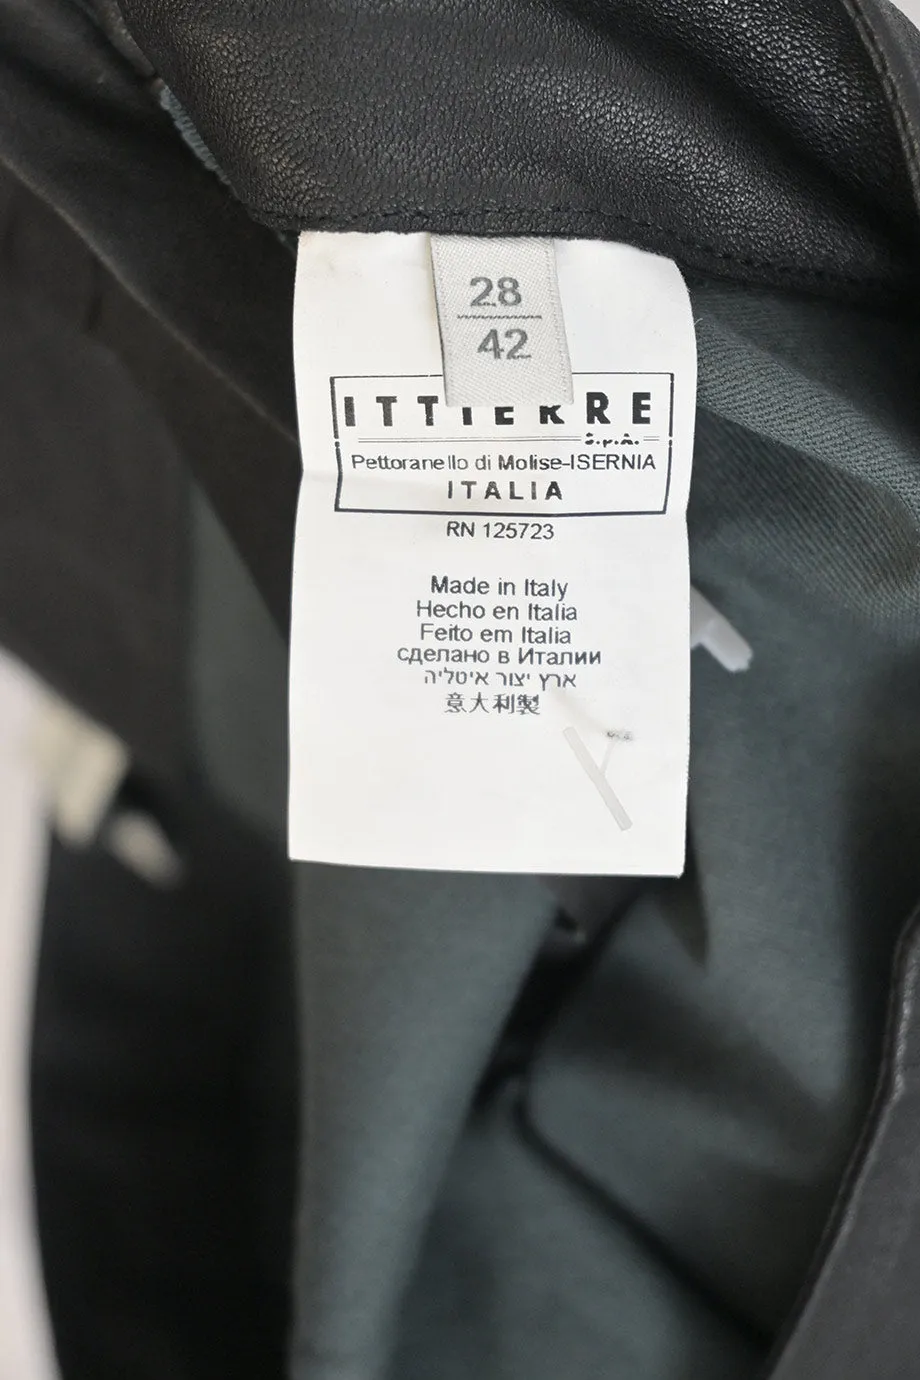 28
42
ITTIERRE
S.p.A.
Pettoranello di Molise-ISERNIA
ITALIA
RN 125723
Made in Italy
Hecho en Italia
Feito em Italia
сделано в Италии
ארץ יצור איטליה
意大利製